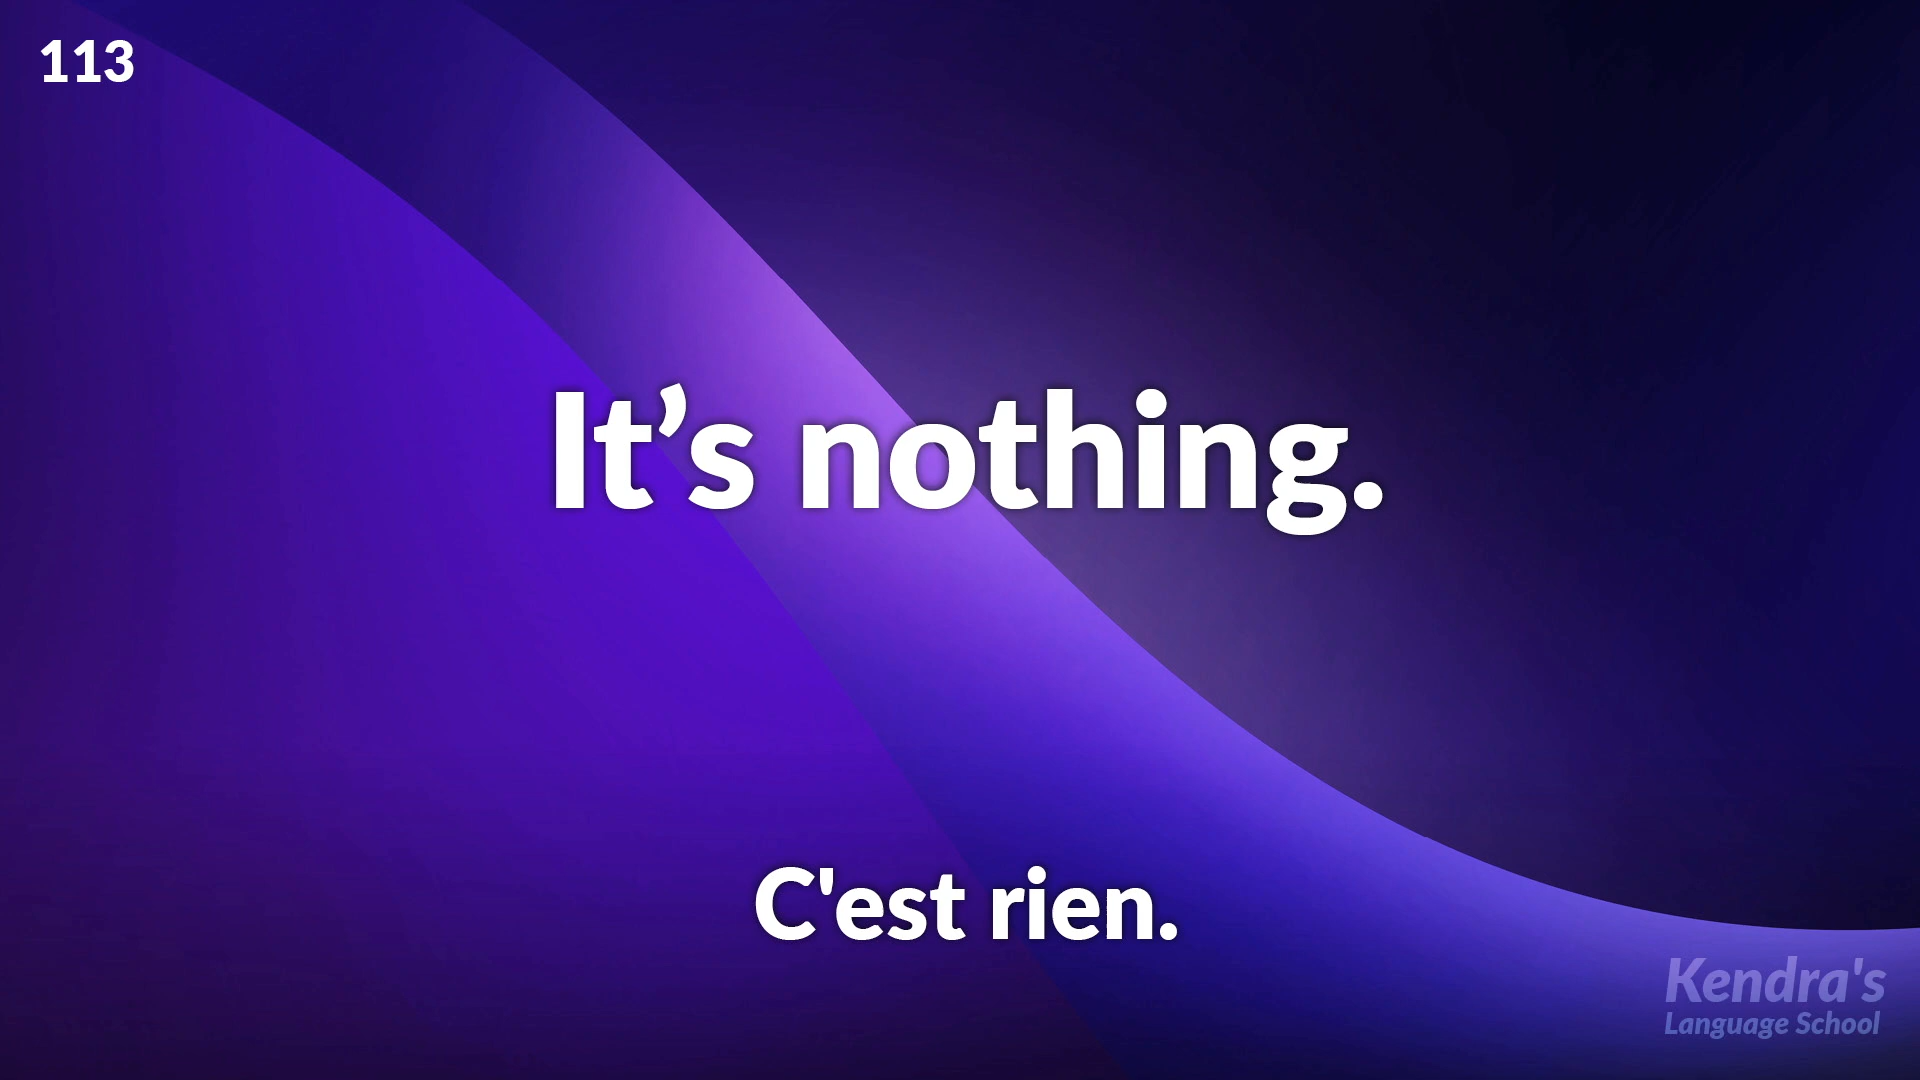 113
It’s nothing.
C'est rien.
Kendra's
Language School